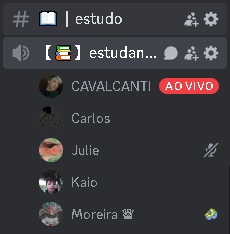 # 📖 | estudo
【📚】estudan...
CAVALCANTI AO VIVO
Carlos
Julie
Kaio
Moreira ♕